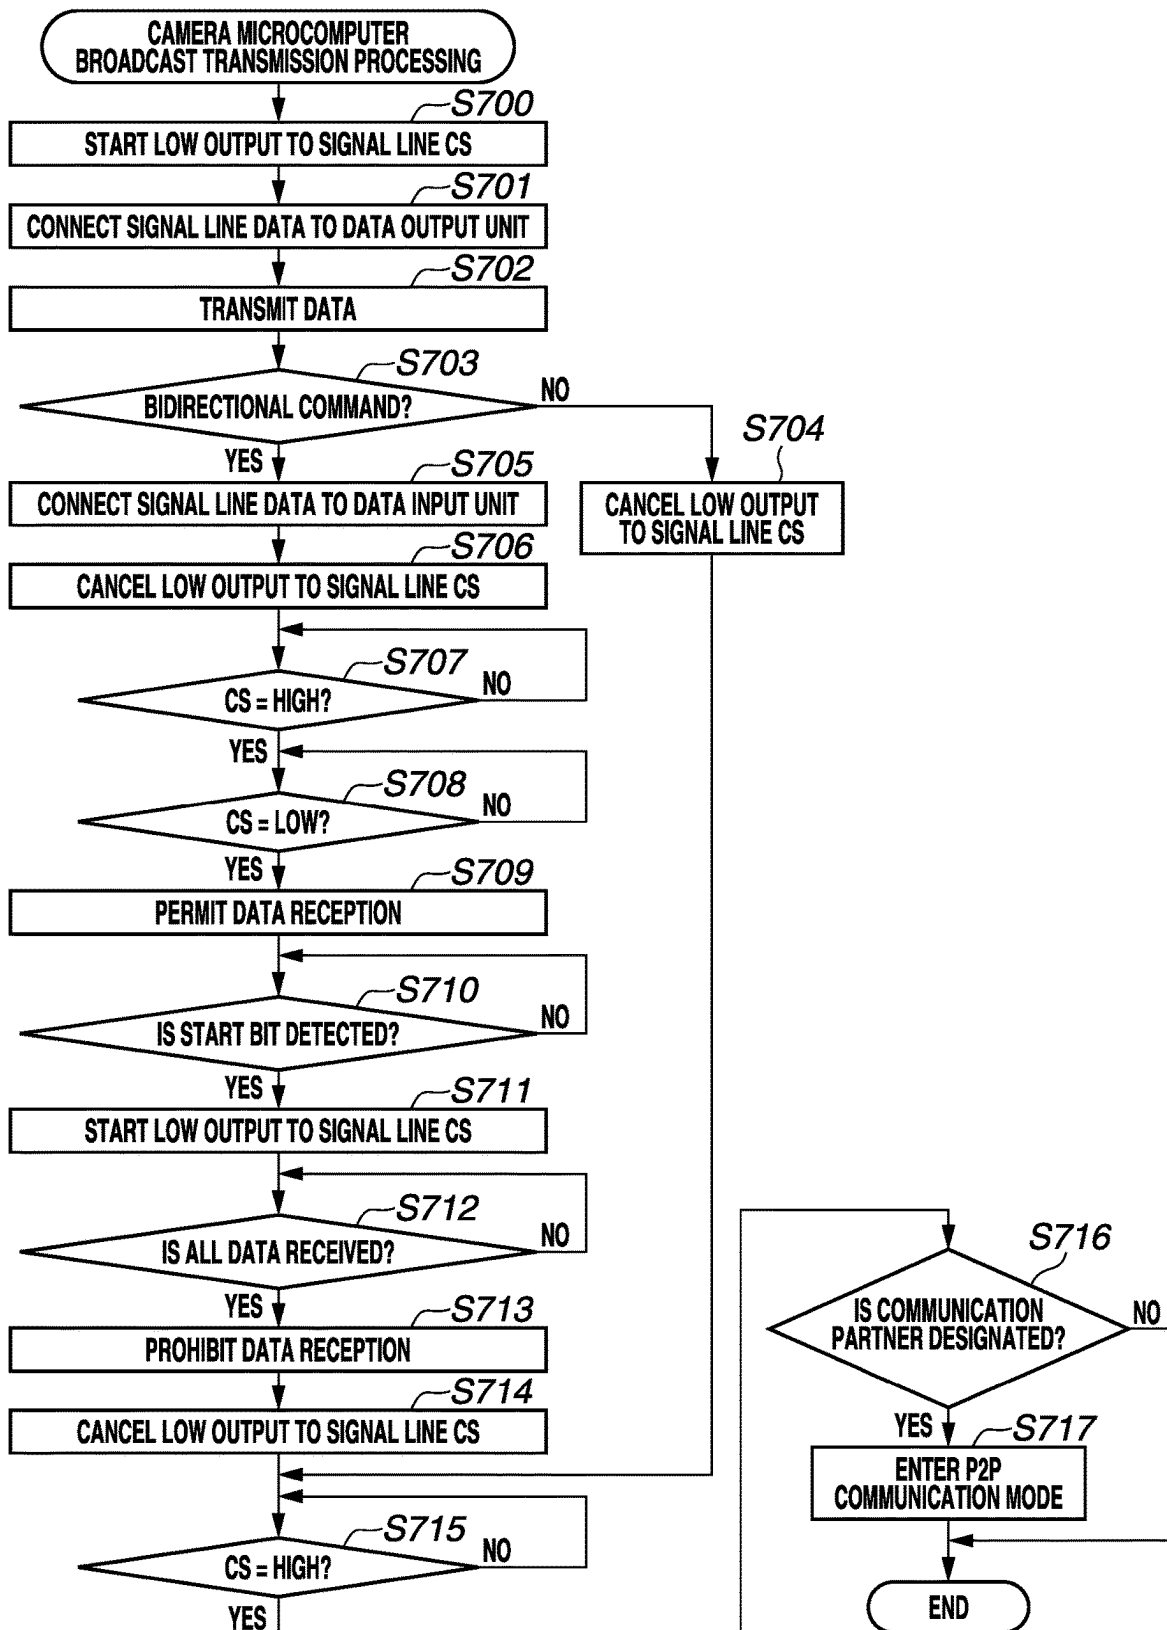 CAMERA MICROCOMPUTER
BROADCAST TRANSMISSION PROCESSING
S700
START LOW OUTPUT TO SIGNAL LINE CS
S701
CONNECT SIGNAL LINE DATA TO DATA OUTPUT UNIT
S702
TRANSMIT DATA
S703
BIDIRECTIONAL COMMAND?
NO
YES
S704
CANCEL LOW OUTPUT
TO SIGNAL LINE CS
S705
CONNECT SIGNAL LINE DATA TO DATA INPUT UNIT
S706
CANCEL LOW OUTPUT TO SIGNAL LINE CS
S707
CS = HIGH?
NO
YES
S708
CS = LOW?
NO
YES
S709
PERMIT DATA RECEPTION
S710
IS START BIT DETECTED?
NO
YES
S711
START LOW OUTPUT TO SIGNAL LINE CS
S712
IS ALL DATA RECEIVED?
NO
YES
S713
PROHIBIT DATA RECEPTION
S714
CANCEL LOW OUTPUT TO SIGNAL LINE CS
S715
CS = HIGH?
NO
YES
S716
IS COMMUNICATION
PARTNER DESIGNATED?
NO
YES
S717
ENTER P2P
COMMUNICATION MODE
END